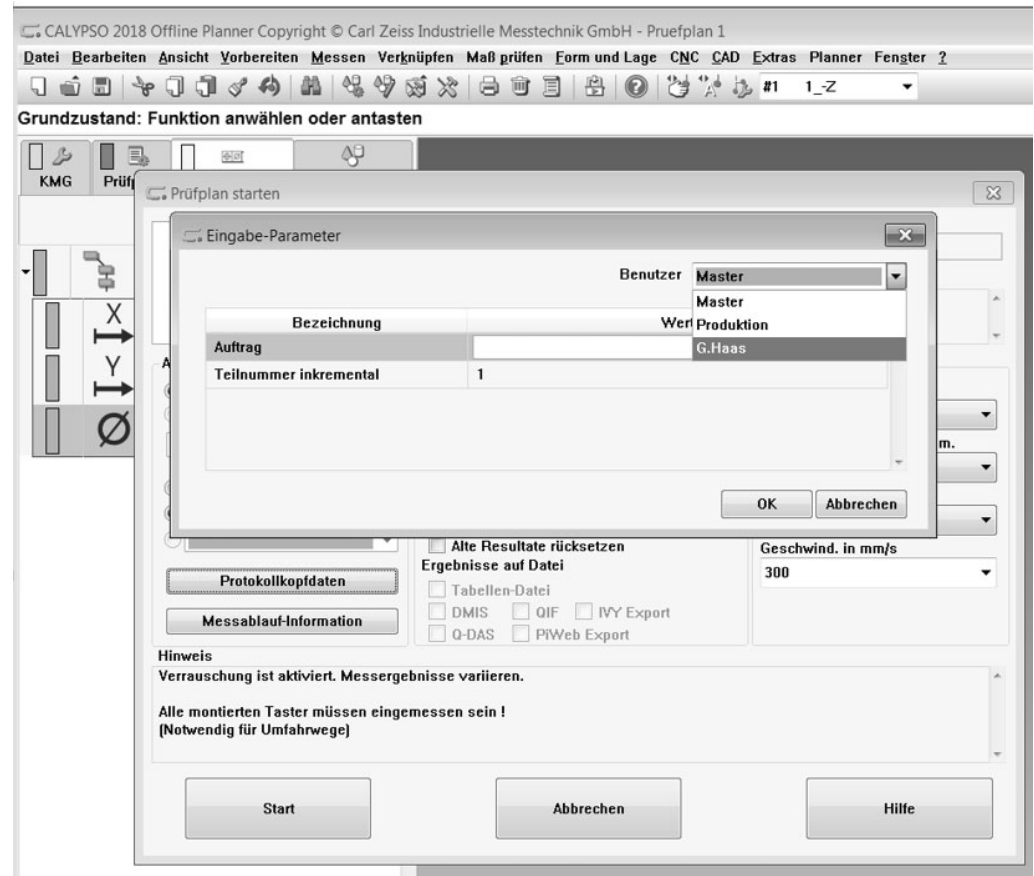 CALYPSO 2018 Offline Planner Copyright © Carl Zeiss Industrielle Messtechnik GmbH - Pruefplan 1
Datei Bearbeiten Ansicht Vorbereiten Messen Verknüpfen Maß prüfen Form und Lage CNC CAD Extras Planner Fenster ?
#1 1_-Z
Grundzustand: Funktion anwählen oder antasten
KMG
Prüfplan starten
Eingabe-Parameter
Benutzer Master
Master
Produktion
G.Haas
Bezeichnung Wert
Auftrag
Teilnummer inkremental 1
X
Y
Ø
m.
OK Abbrechen
Alte Resultate rücksetzen
Geschwind. in mm/s
Ergebnisse auf Datei
300
Protokollkopfdaten
Tabellen-Datei
Messablauf-Information
DMIS QIF IVY Export
Q-DAS PiWeb Export
Hinweis
Verrauschung ist aktiviert. Messergebnisse variieren.
Alle montierten Taster müssen eingemessen sein !
(Notwendig für Umfahrwege)
Start Abbrechen Hilfe